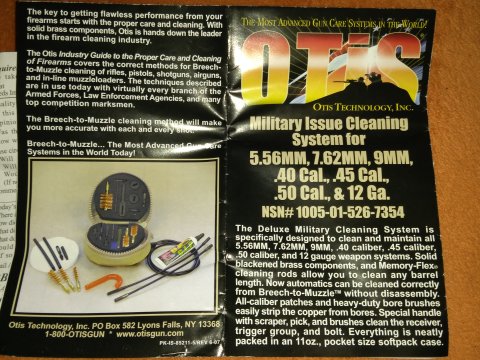 The key to getting flawless performance from your
firearms starts with the proper care and cleaning. With
solid brass components, Otis is hands down the leader
in the firearm cleaning industry.
The Otis Industry Guide to the Proper Care and Cleaning
of Firearms covers the correct methods for Breech-
to-Muzzle cleaning of rifles, pistols, shotguns, airguns,
and in-line muzzleloaders. The techniques described
are in use today with virtually every branch of the
Armed Forces, Law Enforcement Agencies, and many
top competition marksmen.
The Breech-to-Muzzle cleaning method will make
you more accurate with each and every shot.
Breech-to-Muzzle... The Most Advanced Gun Care
Systems in the World Today!
Otis Technology, Inc. PO Box 582 Lyons Falls, NY 13368
1-800-OTISGUN * www.otisgun.com
PK-IS-85211-5/REV 6-07
THE MOST ADVANCED GUN CARE SYSTEMS IN THE WORLD!
OTIS
OTIS TECHNOLOGY, INC.
Military Issue Cleaning
System for
5.56MM, 7.62MM, 9MM,
.40 Cal., .45 Cal.,
.50 Cal., & 12 Ga.
NSN# 1005-01-526-7354
The Deluxe Military Cleaning System is
specifically designed to clean and maintain all
5.56MM, 7.62MM, 9MM, .40 caliber, .45 caliber,
.50 caliber, and 12 gauge weapon systems. Solid
blackened brass components, and Memory-Flex®
cleaning rods allow you to clean any barrel
length. Now automatics can be cleaned correctly
from Breech-to-Muzzle™ without disassembly.
All-caliber patches and heavy-duty bore brushes
easily strip the copper from bores. Special handle
with scraper, pick, and brushes clean the receiver,
trigger group, and bolt. Everything is neatly
packed in an 11oz., pocket size softpack case.